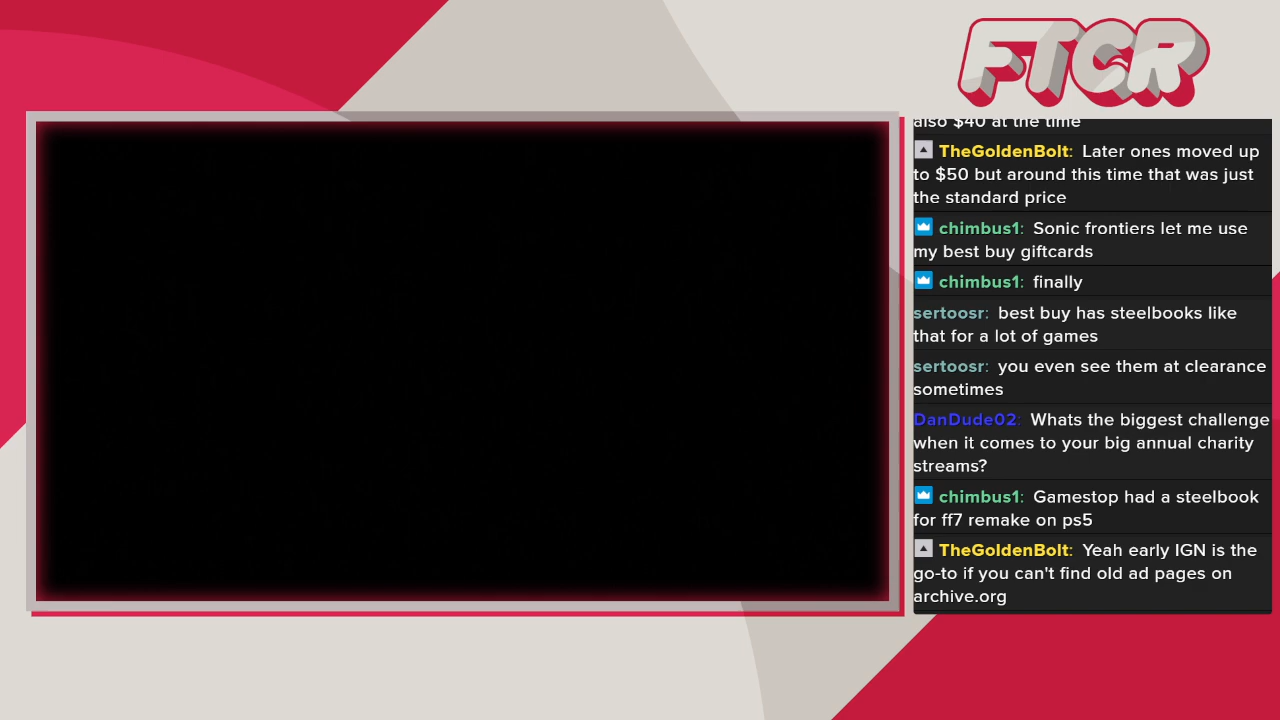 FTCR
also $40 at the time
TheGoldenBolt: Later ones moved up
to $50 but around this time that was just
the standard price
chimbus1: Sonic frontiers let me use
my best buy giftcards
chimbus1: finally
sertoosr: best buy has steelbooks like
that for a lot of games
sertoosr: you even see them at clearance
sometimes
DanDude02: Whats the biggest challenge
when it comes to your big annual charity
streams?
chimbus1: Gamestop had a steelbook
for ff7 remake on ps5
TheGoldenBolt: Yeah early IGN is the
go-to if you can't find old ad pages on
archive.org